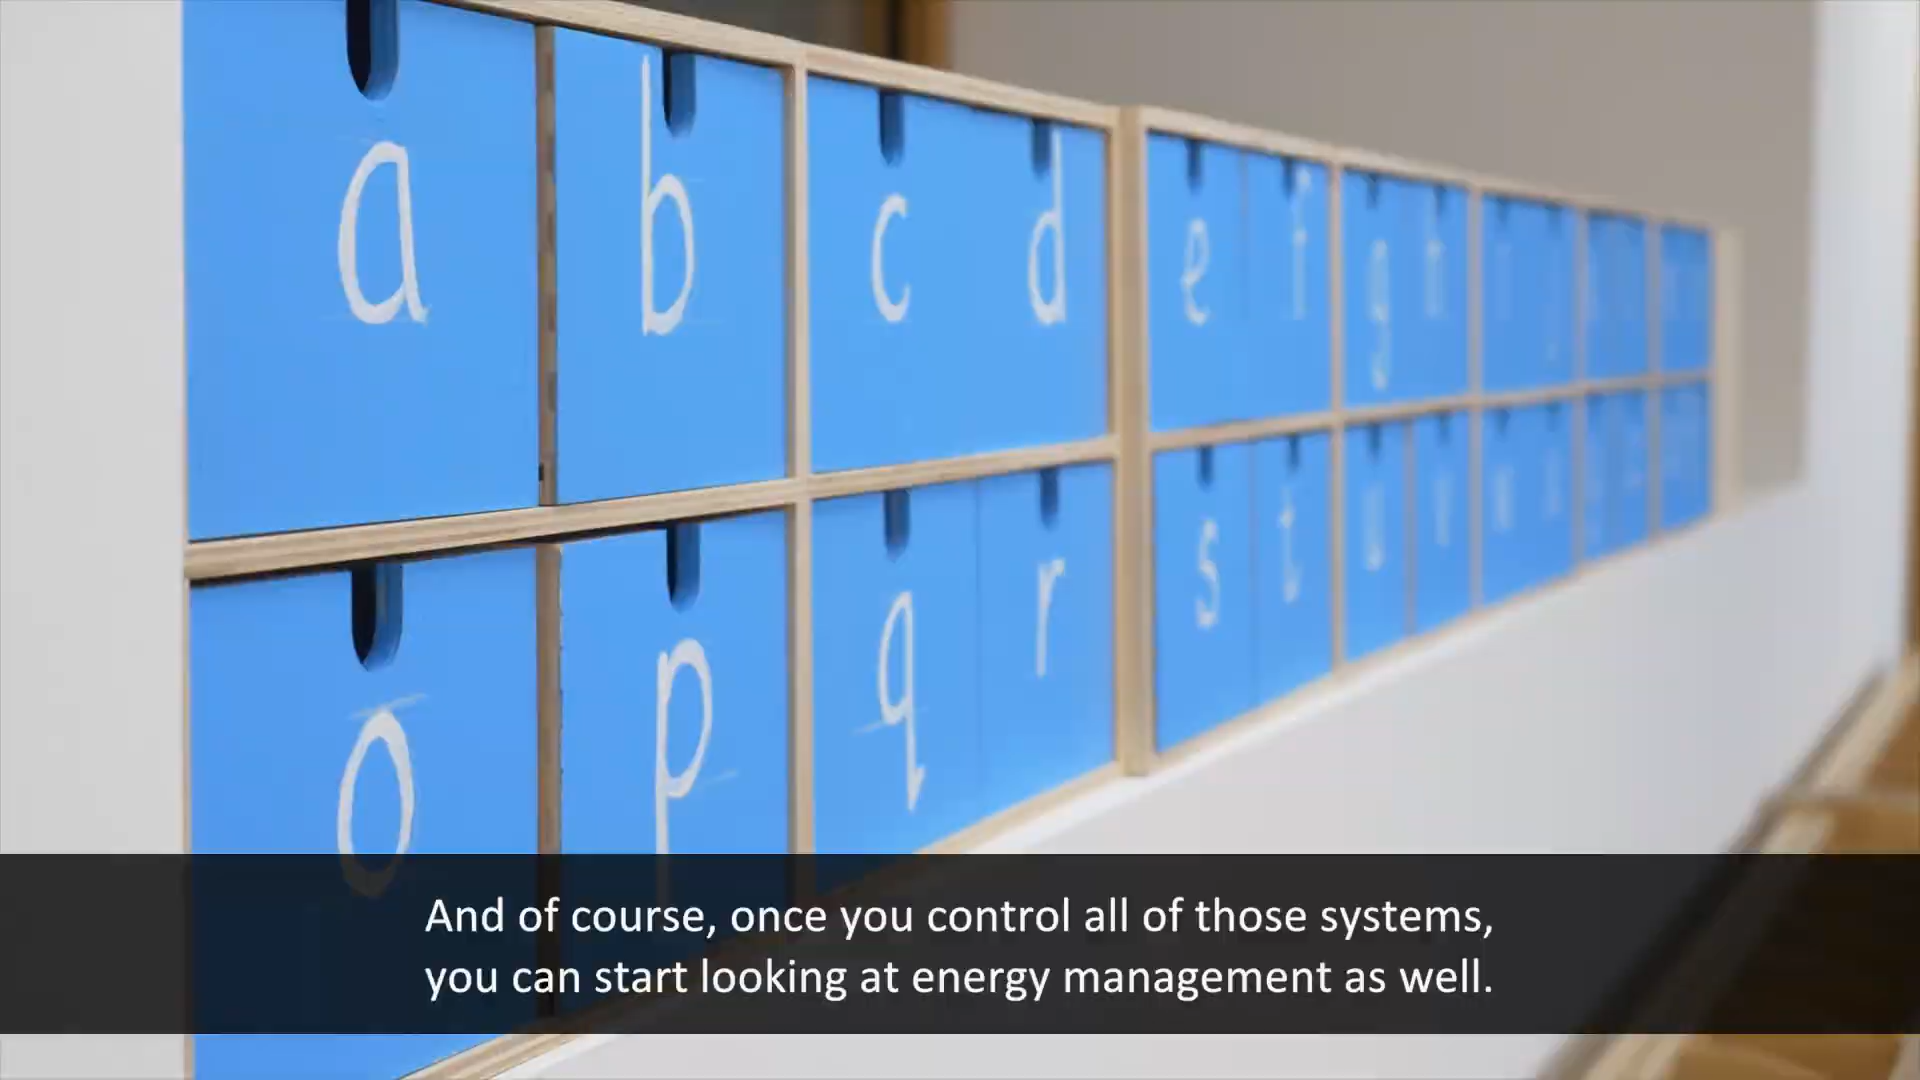 a b c d e f g h
o p q r s t u v
And of course, once you control all of those systems,
you can start looking at energy management as well.